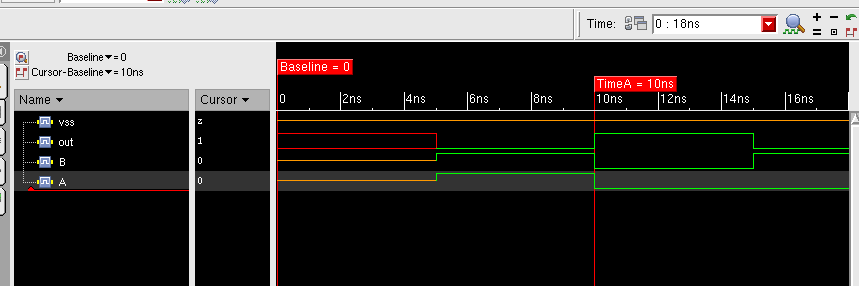 Time: 0 : 18ns
Baseline = 0
Cursor-Baseline = 10ns
Baseline = 0
TimeA = 10ns
Name Cursor
0 2ns 4ns 6ns 8ns 10ns 12ns 14ns 16ns
vss z
out 1
B 0
A 0